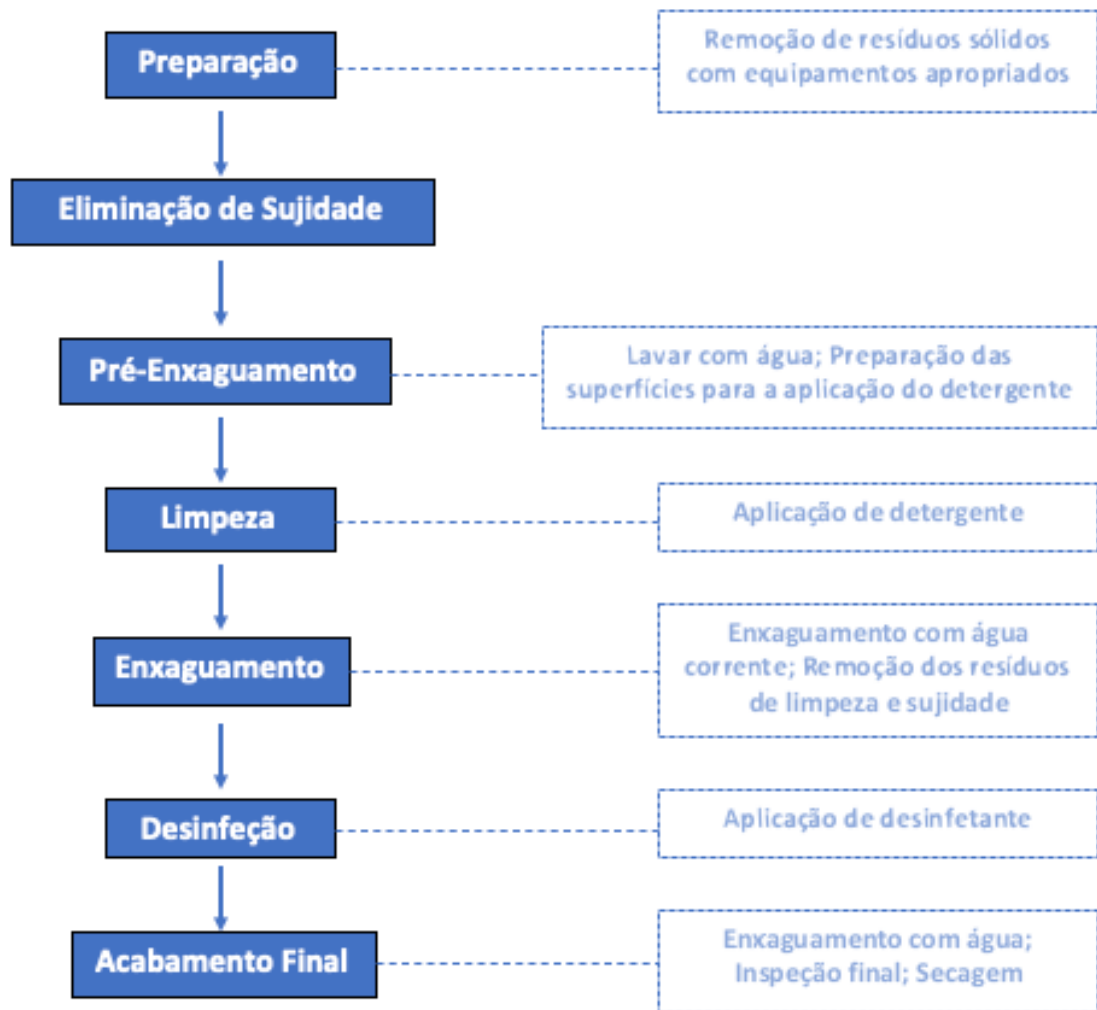 Preparação
Remoção de resíduos sólidos
com equipamentos apropriados
Eliminação de Sujidade
Pré-Enxaguamento
Lavar com água; Preparação das
superfícies para a aplicação do detergente
Limpeza
Aplicação de detergente
Enxaguamento
Enxaguamento com água
corrente; Remoção dos resíduos
de limpeza e sujidade
Desinfeção
Aplicação de desinfetante
Acabamento Final
Enxaguamento com água;
Inspeção final; Secagem